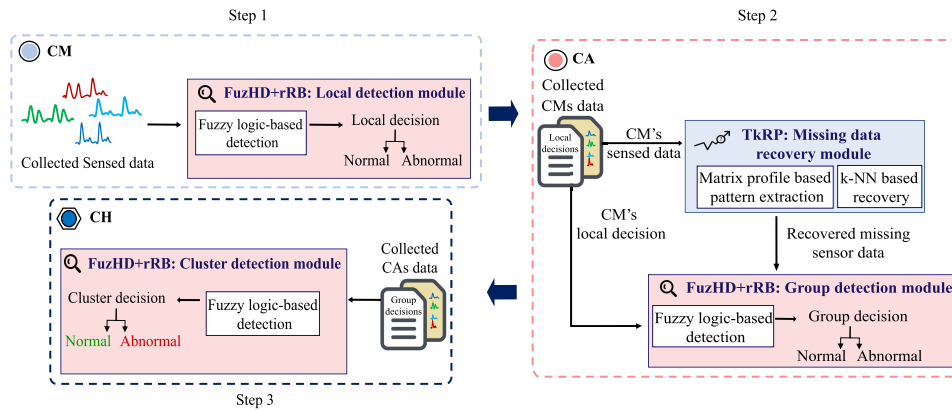 Step 1
CM
FuzHD+rRB: Local detection module
Fuzzy logic-based
detection
Local decision
Normal Abnormal
Collected Sensed data
Step 2
CA
Collected
CMs data
Local
decisions
CM's
sensed data
TkRP: Missing data
recovery module
Matrix profile based
pattern extraction
k-NN based
recovery
CM's
local decision
Recovered missing
sensor data
FuzHD+rRB: Group detection module
Fuzzy logic-based
detection
Group decision
Normal Abnormal
CH
FuzHD+rRB: Cluster detection module
Collected
CAs data
Group
decisions
Fuzzy logic-based
detection
Cluster decision
Normal Abnormal
Step 3